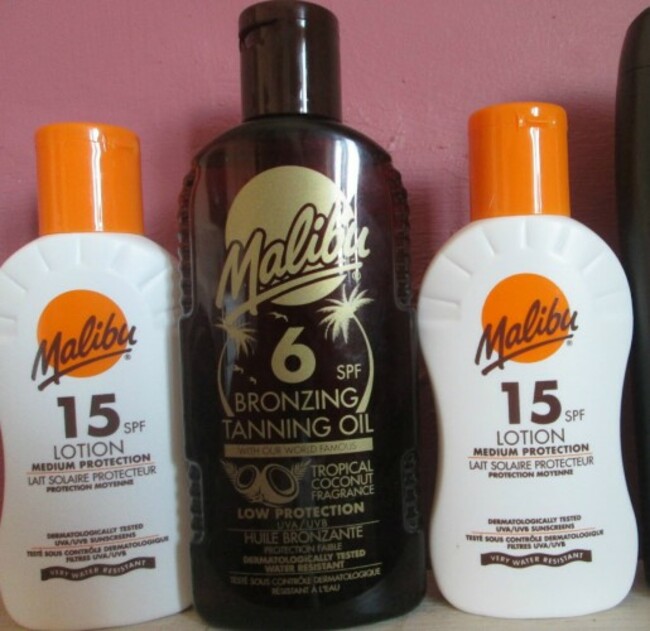 Malibu
15 SPF
LOTION
MEDIUM PROTECTION
LAIT SOLAIRE PROTECTEUR
PROTECTION MOYENNE
DERMATOLOGICALLY TESTED
UVA/UVB SUNSCREENS
TESTÉ SOUS CONTRÔLE DERMATOLOGIQUE
FILTRES UVA/UVB
VERY WATER RESISTANT
Malibu
6 SPF
BRONZING
TANNING OIL
WITH OUR WORLD FAMOUS
TROPICAL
COCONUT
FRAGRANCE
LOW PROTECTION
UVA/UVB
HUILE BRONZANTE
PROTECTION FAIBLE
DERMATOLOGICALLY TESTED
WATER RESISTANT
TESTÉ SOUS CONTRÔLE DERMATOLOGIQUE
RÉSISTANT À L'EAU
Malibu
15 SPF
LOTION
MEDIUM PROTECTION
LAIT SOLAIRE PROTECTEUR
PROTECTION MOYENNE
DERMATOLOGICALLY TESTED
UVA/UVB SUNSCREENS
TESTÉ SOUS CONTRÔLE DERMATOLOGIQUE
FILTRES UVA/UVB
VERY WATER RESISTANT